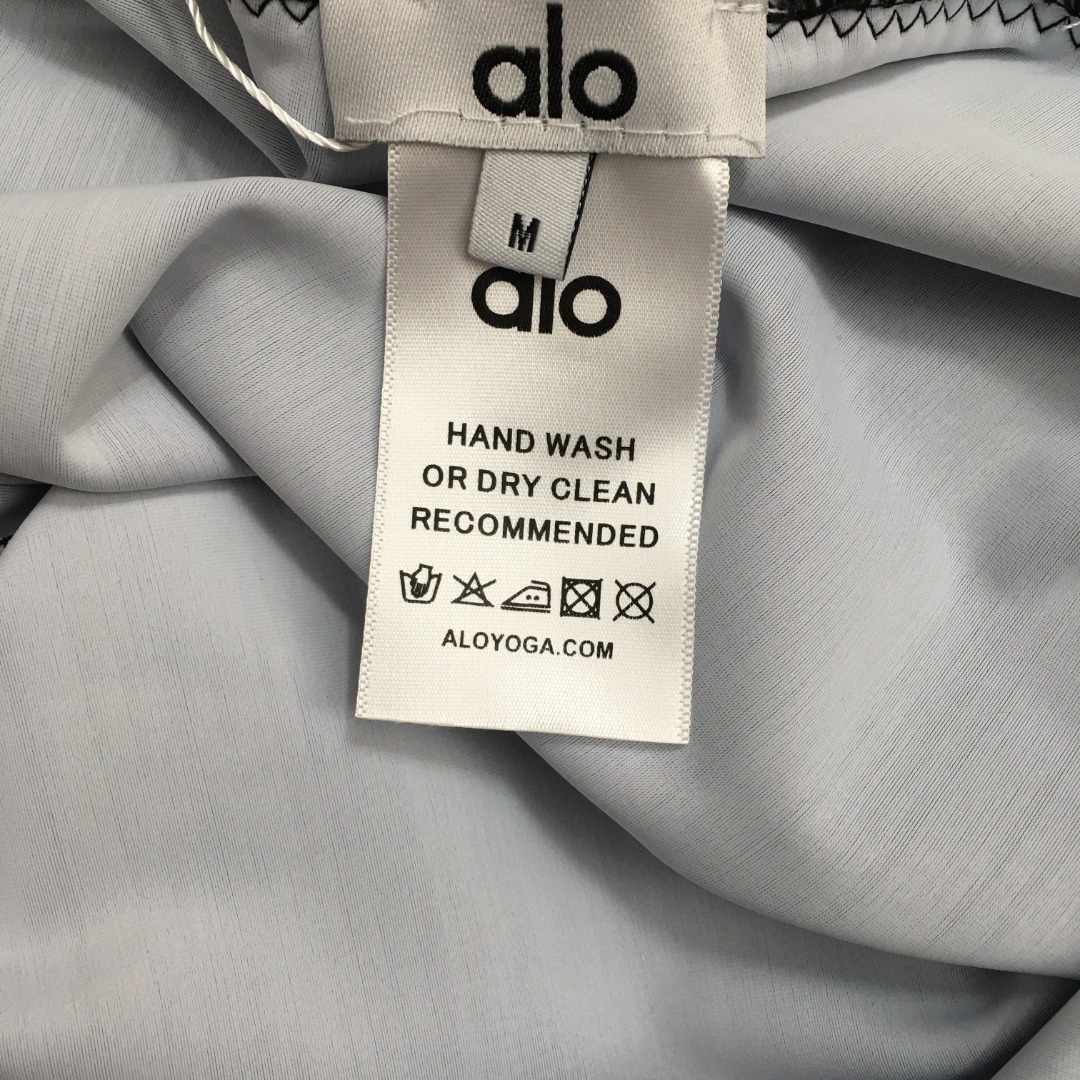 alo
M
alo
HAND WASH
OR DRY CLEAN
RECOMMENDED
ALOYOGA.COM